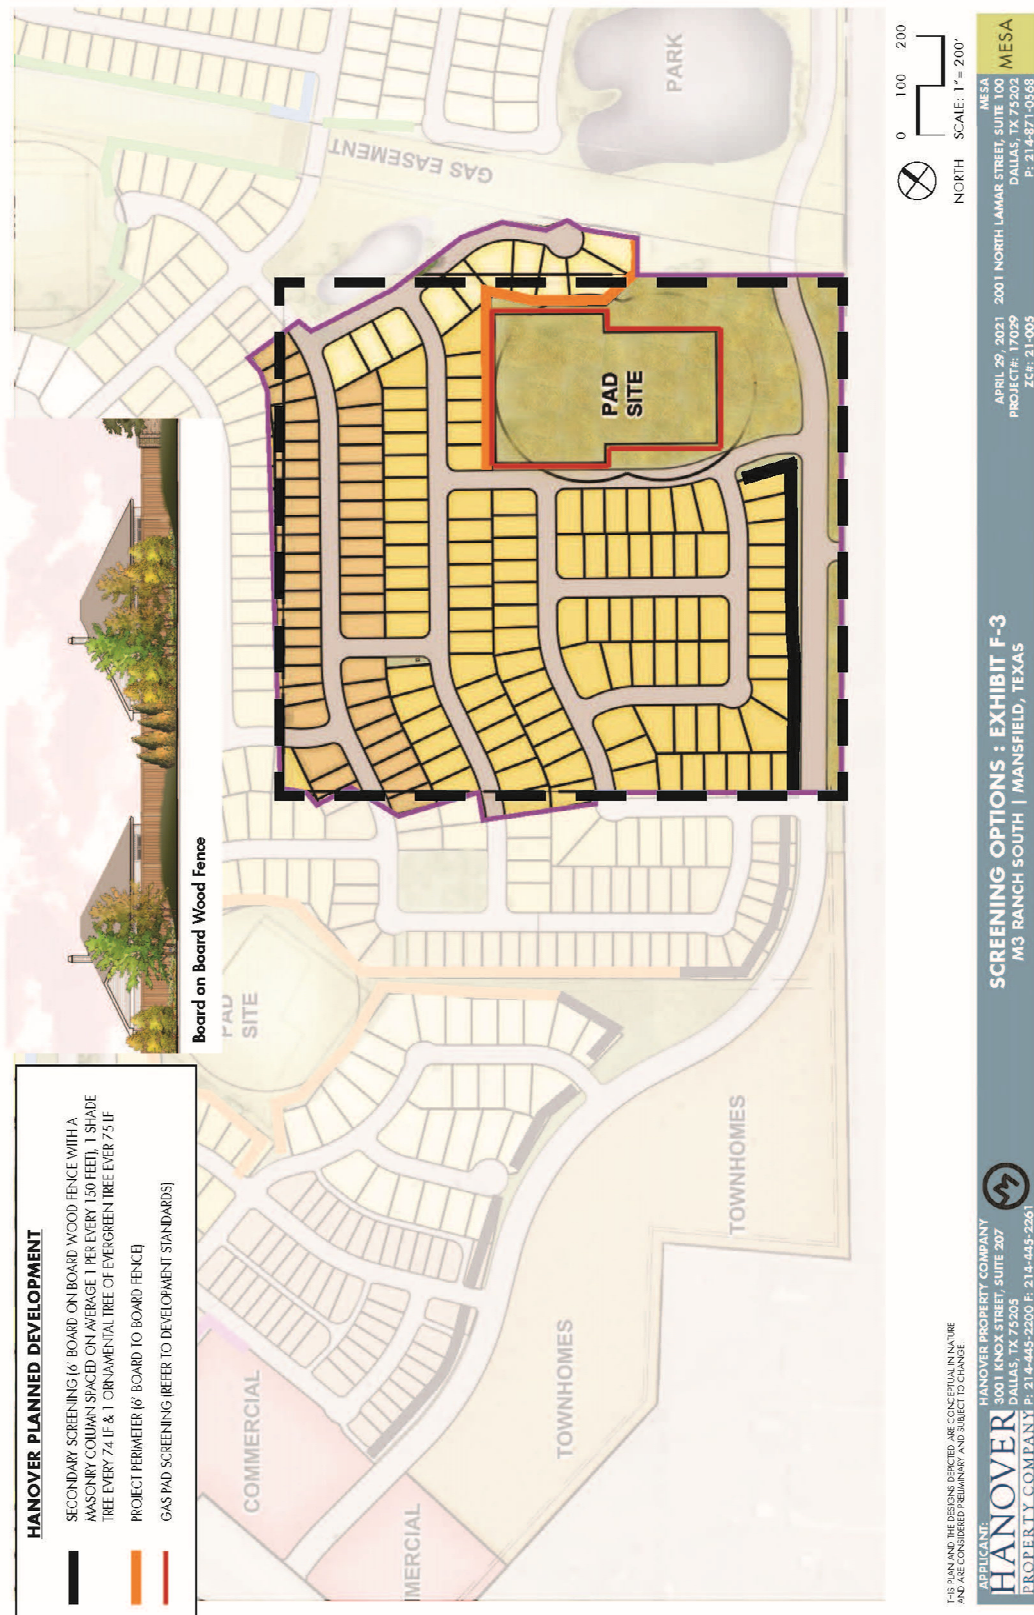 HANOVER PLANNED DEVELOPMENT
SECONDARY SCREENING (6' BOARD ON BOARD WOOD FENCE WITH A
MASONRY COLUMN SPACED ON AVERAGE 1 PER EVERY 150 FEET), 1 SHADE
TREE EVERY 74 LF & 1 ORNAMENTAL TREE OF EVERGREEN TREE EVER 75 LF
PROJECT PERIMETER (6' BOARD TO BOARD FENCE)
GAS PAD SCREENING (REFER TO DEVELOPMENT STANDARDS)
Board on Board Wood Fence
PAD
SITE
PARK
GAS EASEMENT
PAD
SITE
COMMERCIAL
MERCIAL
TOWNHOMES
TOWNHOMES
0 100 200
NORTH SCALE: 1" = 200'
THIS PLAN AND THE DESIGNS DEPICTED ARE CONCEPTUAL IN NATURE
AND ARE CONSIDERED PRELIMINARY AND SUBJECT TO CHANGE
APPLICANT:
HANOVER
PROPERTY COMPANY
HANOVER PROPERTY COMPANY
3001 KNOX STREET, SUITE 207
DALLAS, TX 75205
P: 214-445-2200 F: 214-445-2261
M3
SCREENING OPTIONS : EXHIBIT F-3
M3 RANCH SOUTH | MANSFIELD, TEXAS
APRIL 29, 2021
PROJECT#: 17029
ZC#: 21-005
MESA
2001 NORTH LAMAR STREET, SUITE 100
DALLAS, TX 75202
P: 214-871-0568
MESA